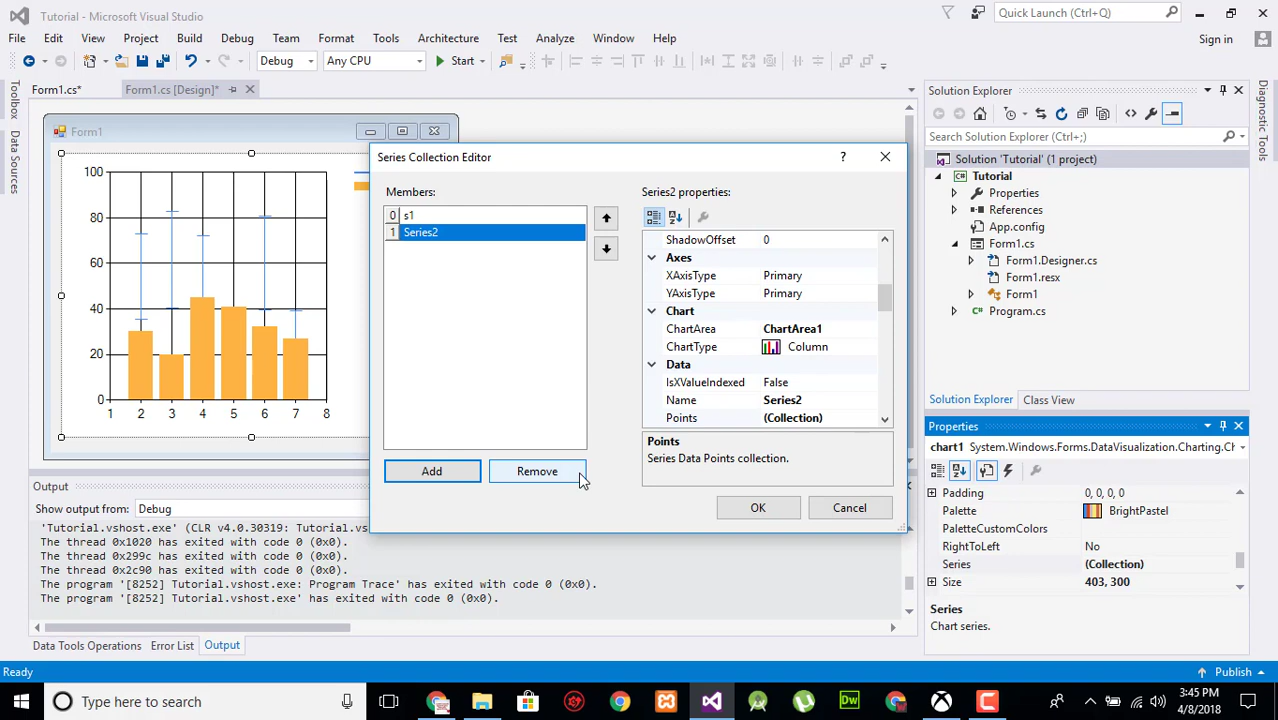 Tutorial - Microsoft Visual Studio
Quick Launch (Ctrl+Q)
File Edit View Project Build Debug Team Format Tools Architecture Test Analyze Window Help
Sign in
Debug Any CPU Start
Toolbox
Data Sources
Form1.cs*
Form1.cs [Design]*
Form1
100
80
60
40
20
0
1 2 3 4 5 6 7 8
Series Collection Editor
?
Members:
0 s1
1 Series2
Add
Remove
Series2 properties:
ShadowOffset 0
Axes
XAxisType Primary
YAxisType Primary
Chart
ChartArea ChartArea1
ChartType Column
Data
IsXValueIndexed False
Name Series2
Points (Collection)
Points
Series Data Points collection.
OK
Cancel
Output
Show output from: Debug
'Tutorial.vshost.exe' (CLR v4.0.30319: Tutorial.vs
The thread 0x1020 has exited with code 0 (0x0).
The thread 0x299c has exited with code 0 (0x0).
The thread 0x2c90 has exited with code 0 (0x0).
The program '[8252] Tutorial.vshost.exe: Program Trace' has exited with code 0 (0x0).
The program '[8252] Tutorial.vshost.exe' has exited with code 0 (0x0).
Data Tools Operations Error List Output
Solution Explorer
Search Solution Explorer (Ctrl+;)
Solution 'Tutorial' (1 project)
Tutorial
Properties
References
App.config
Form1.cs
Form1.Designer.cs
Form1.resx
Form1
Program.cs
Solution Explorer Class View
Diagnostic Tools
Properties
chart1 System.Windows.Forms.DataVisualization.Charting.Ch
Padding 0, 0, 0, 0
Palette BrightPastel
PaletteCustomColors
RightToLeft No
Series (Collection)
Size 403, 300
Series
Chart series.
Ready
Publish
Type here to search
Dw
3:45 PM
4/8/2018